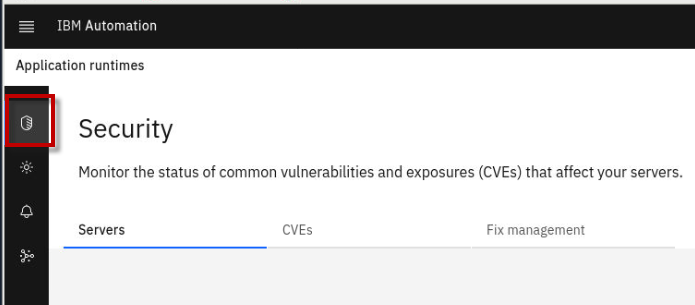 IBM Automation
Application runtimes
Security
Monitor the status of common vulnerabilities and exposures (CVEs) that affect your servers.
Servers CVEs Fix management